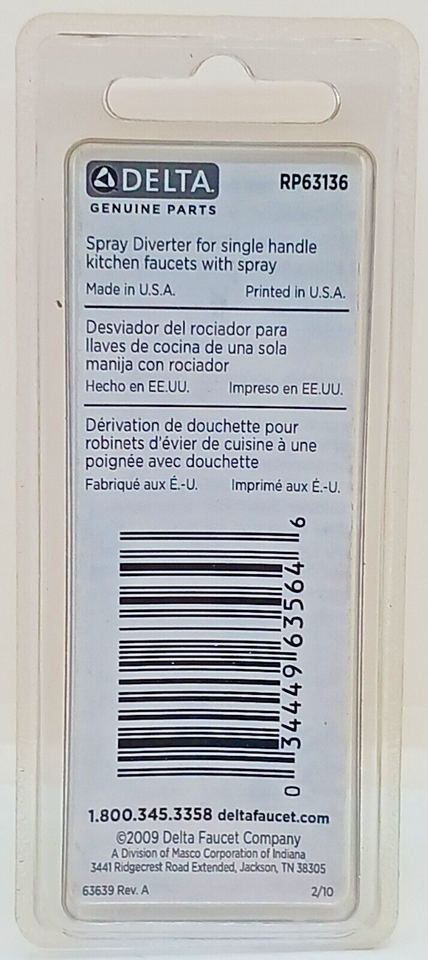 DELTA. RP63136
GENUINE PARTS
Spray Diverter for single handle
kitchen faucets with spray
Made in U.S.A. Printed in U.S.A.
Desviador del rociador para
llaves de cocina de una sola
manija con rociador
Hecho en EE.UU. Impreso en EE.UU.
Dérivation de douchette pour
robinets d'évier de cuisine à une
poignée avec douchette
Fabriqué aux É.-U. Imprimé aux É.-U.
0 34449 63564 6
1.800.345.3358 deltafaucet.com
©2009 Delta Faucet Company
A Division of Masco Corporation of Indiana
3441 Ridgecrest Road Extended, Jackson, TN 38305
63639 Rev. A 2/10